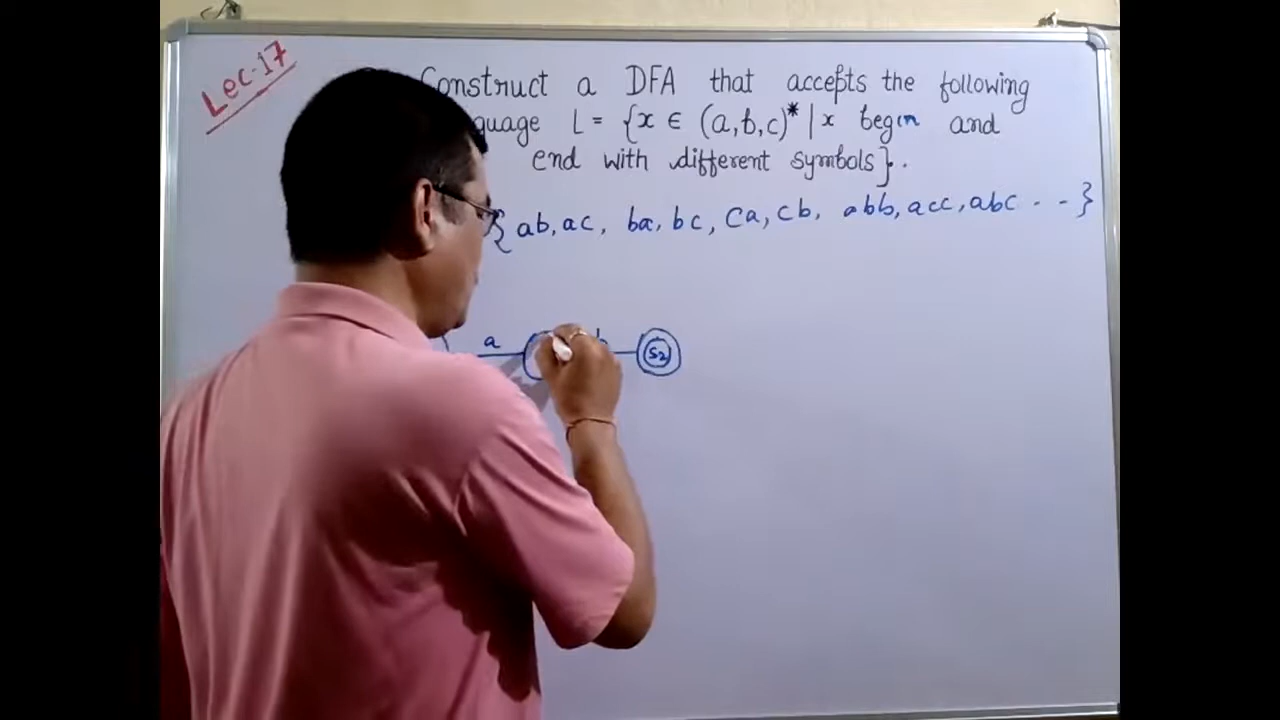 Lec-17
Construct a DFA that accepts the following
guage L = {x ∈ (a,b,c)* | x begin and
end with different symbols}.
{ab, ac, ba, bc, Ca, cb, abb, acc, abc - - }
a b S2